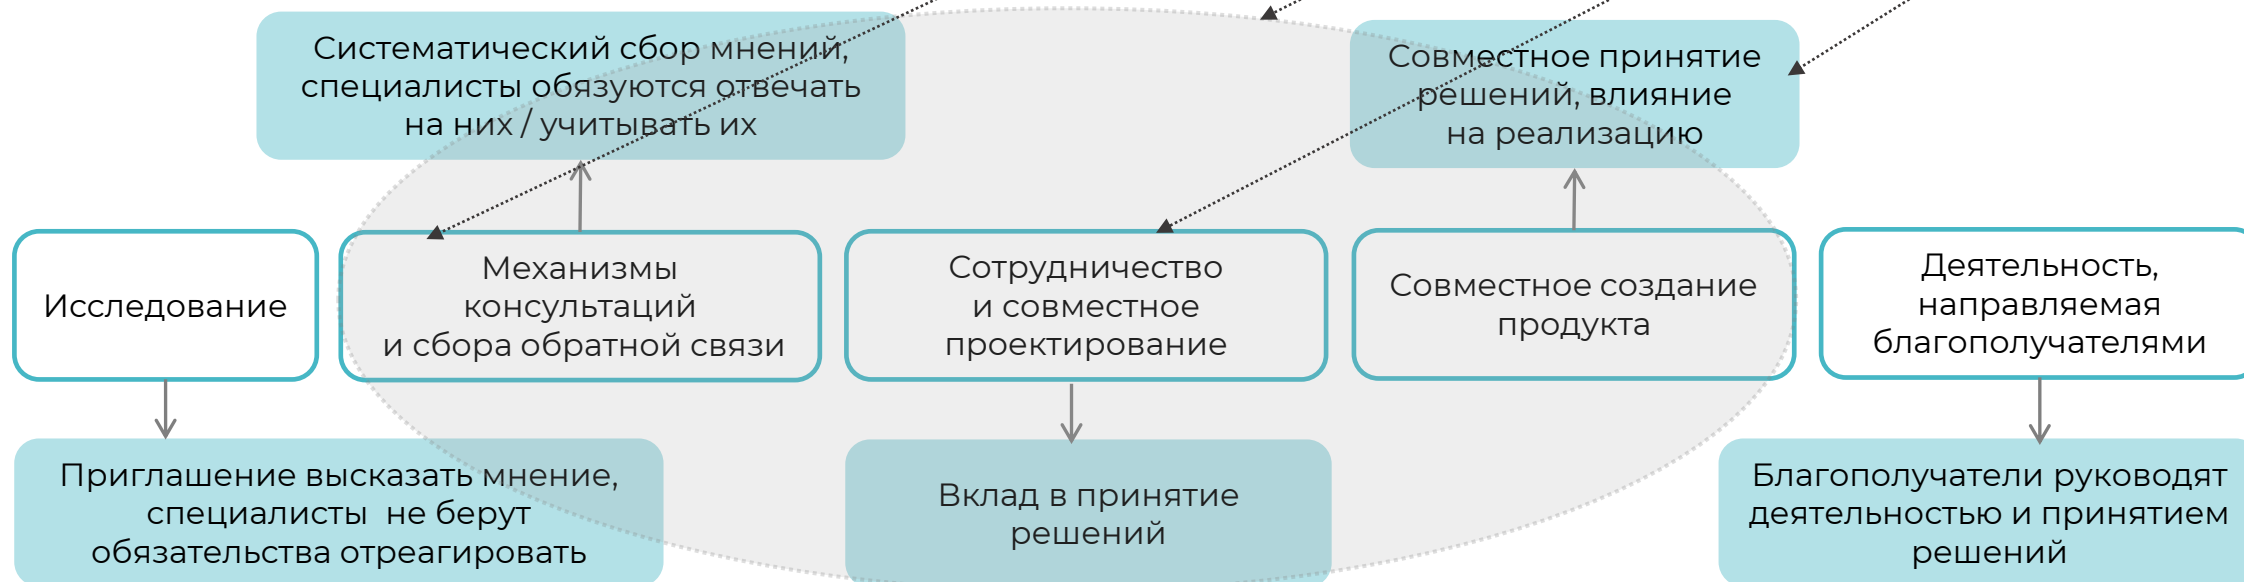 Систематический сбор мнений,
специалисты обязуются отвечать
на них / учитывать их
Совместное принятие
решений, влияние
на реализацию
Исследование
Механизмы
консультаций
и сбора обратной связи
Сотрудничество
и совместное
проектирование
Совместное создание
продукта
Деятельность,
направляемая
благополучателями
Приглашение высказать мнение,
специалисты не берут
обязательства отреагировать
Вклад в принятие
решений
Благополучатели руководят
деятельностью и принятием
решений